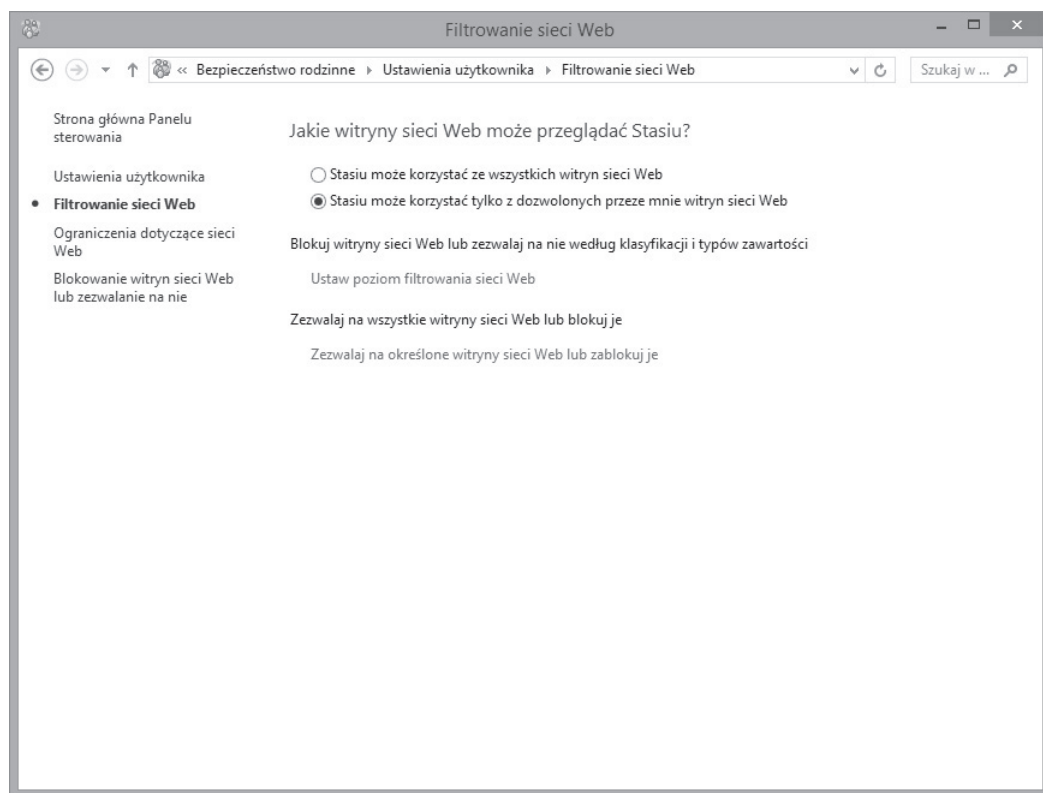 Filtrowanie sieci Web
« Bezpieczeństwo rodzinne ▸ Ustawienia użytkownika ▸ Filtrowanie sieci Web
Szukaj w ...
Strona główna Panelu
sterowania
Ustawienia użytkownika
• Filtrowanie sieci Web
Ograniczenia dotyczące sieci
Web
Blokowanie witryn sieci Web
lub zezwalanie na nie
Jakie witryny sieci Web może przeglądać Stasiu?
Stasiu może korzystać ze wszystkich witryn sieci Web
Stasiu może korzystać tylko z dozwolonych przeze mnie witryn sieci Web
Blokuj witryny sieci Web lub zezwalaj na nie według klasyfikacji i typów zawartości
Ustaw poziom filtrowania sieci Web
Zezwalaj na wszystkie witryny sieci Web lub blokuj je
Zezwalaj na określone witryny sieci Web lub zablokuj je